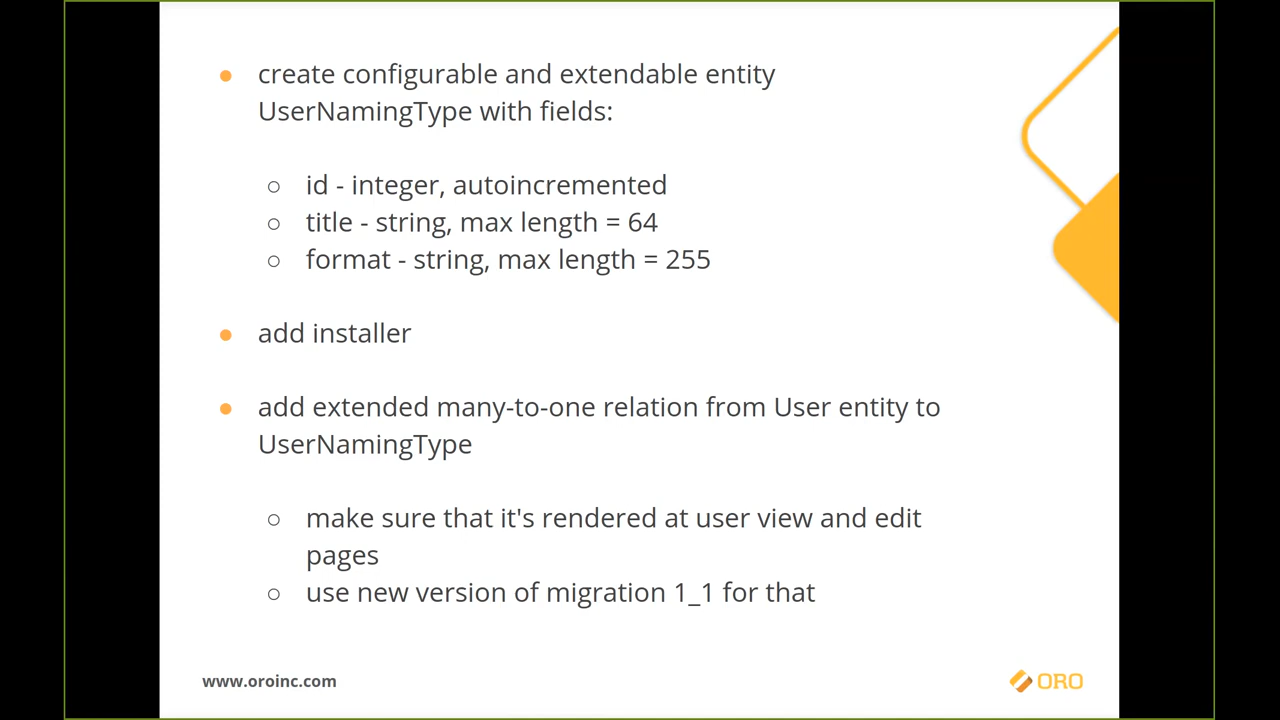 create configurable and extendable entity
UserNamingType with fields:
id - integer, autoincremented
title - string, max length = 64
format - string, max length = 255
add installer
add extended many-to-one relation from User entity to
UserNamingType
make sure that it's rendered at user view and edit
pages
use new version of migration 1_1 for that
www.oroinc.com
ORO